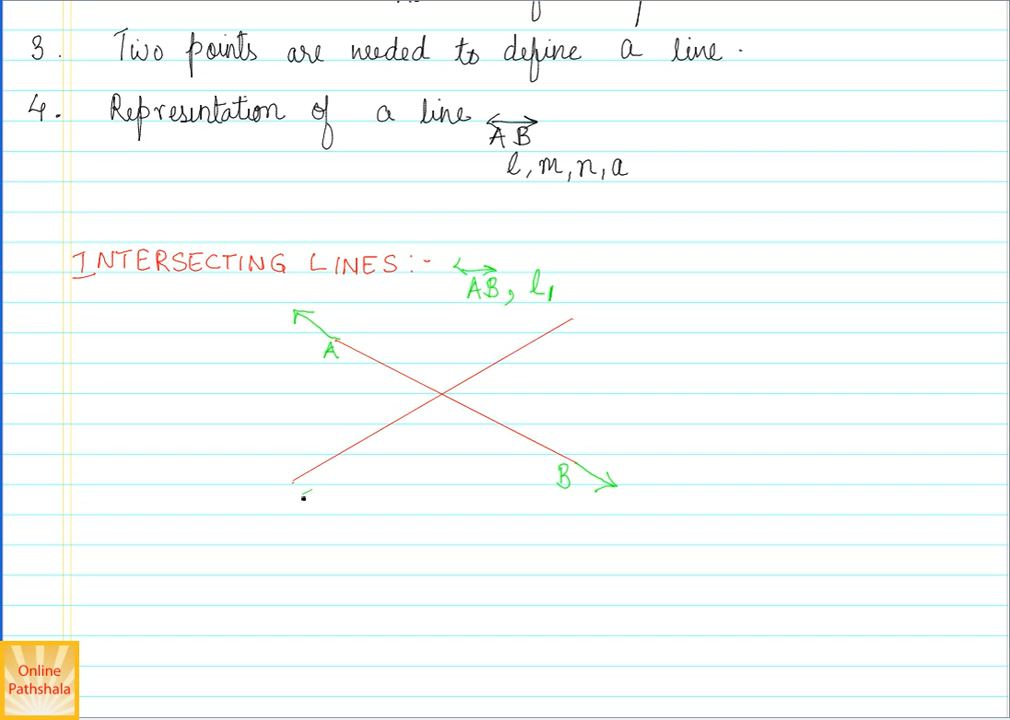 3. Two points are needed to define a line.
4. Representation of a line AB
l, m, n, a
INTERSECTING LINES:-
AB, l1
A
B
Online
Pathshala